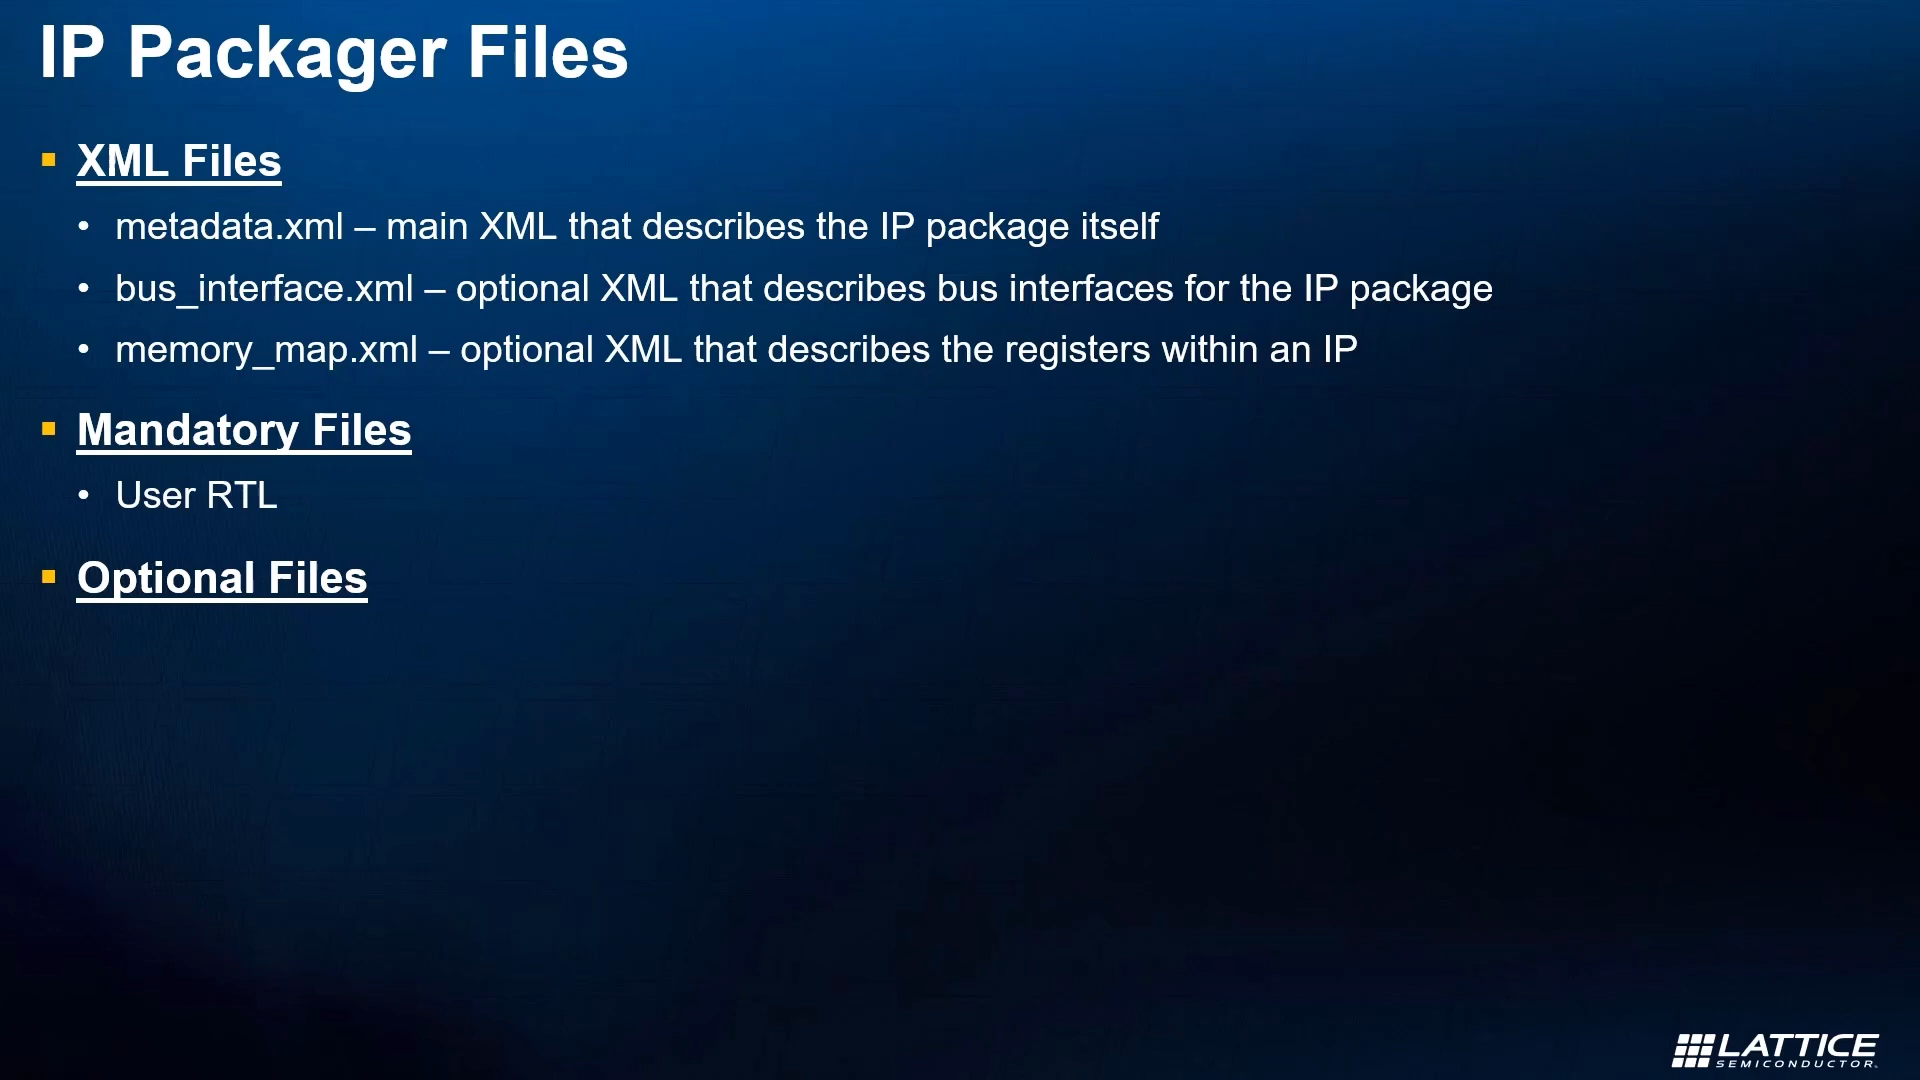 IP Packager Files
XML Files
• metadata.xml – main XML that describes the IP package itself
• bus_interface.xml – optional XML that describes bus interfaces for the IP package
• memory_map.xml – optional XML that describes the registers within an IP
Mandatory Files
• User RTL
Optional Files
LATTICE
SEMICONDUCTOR.